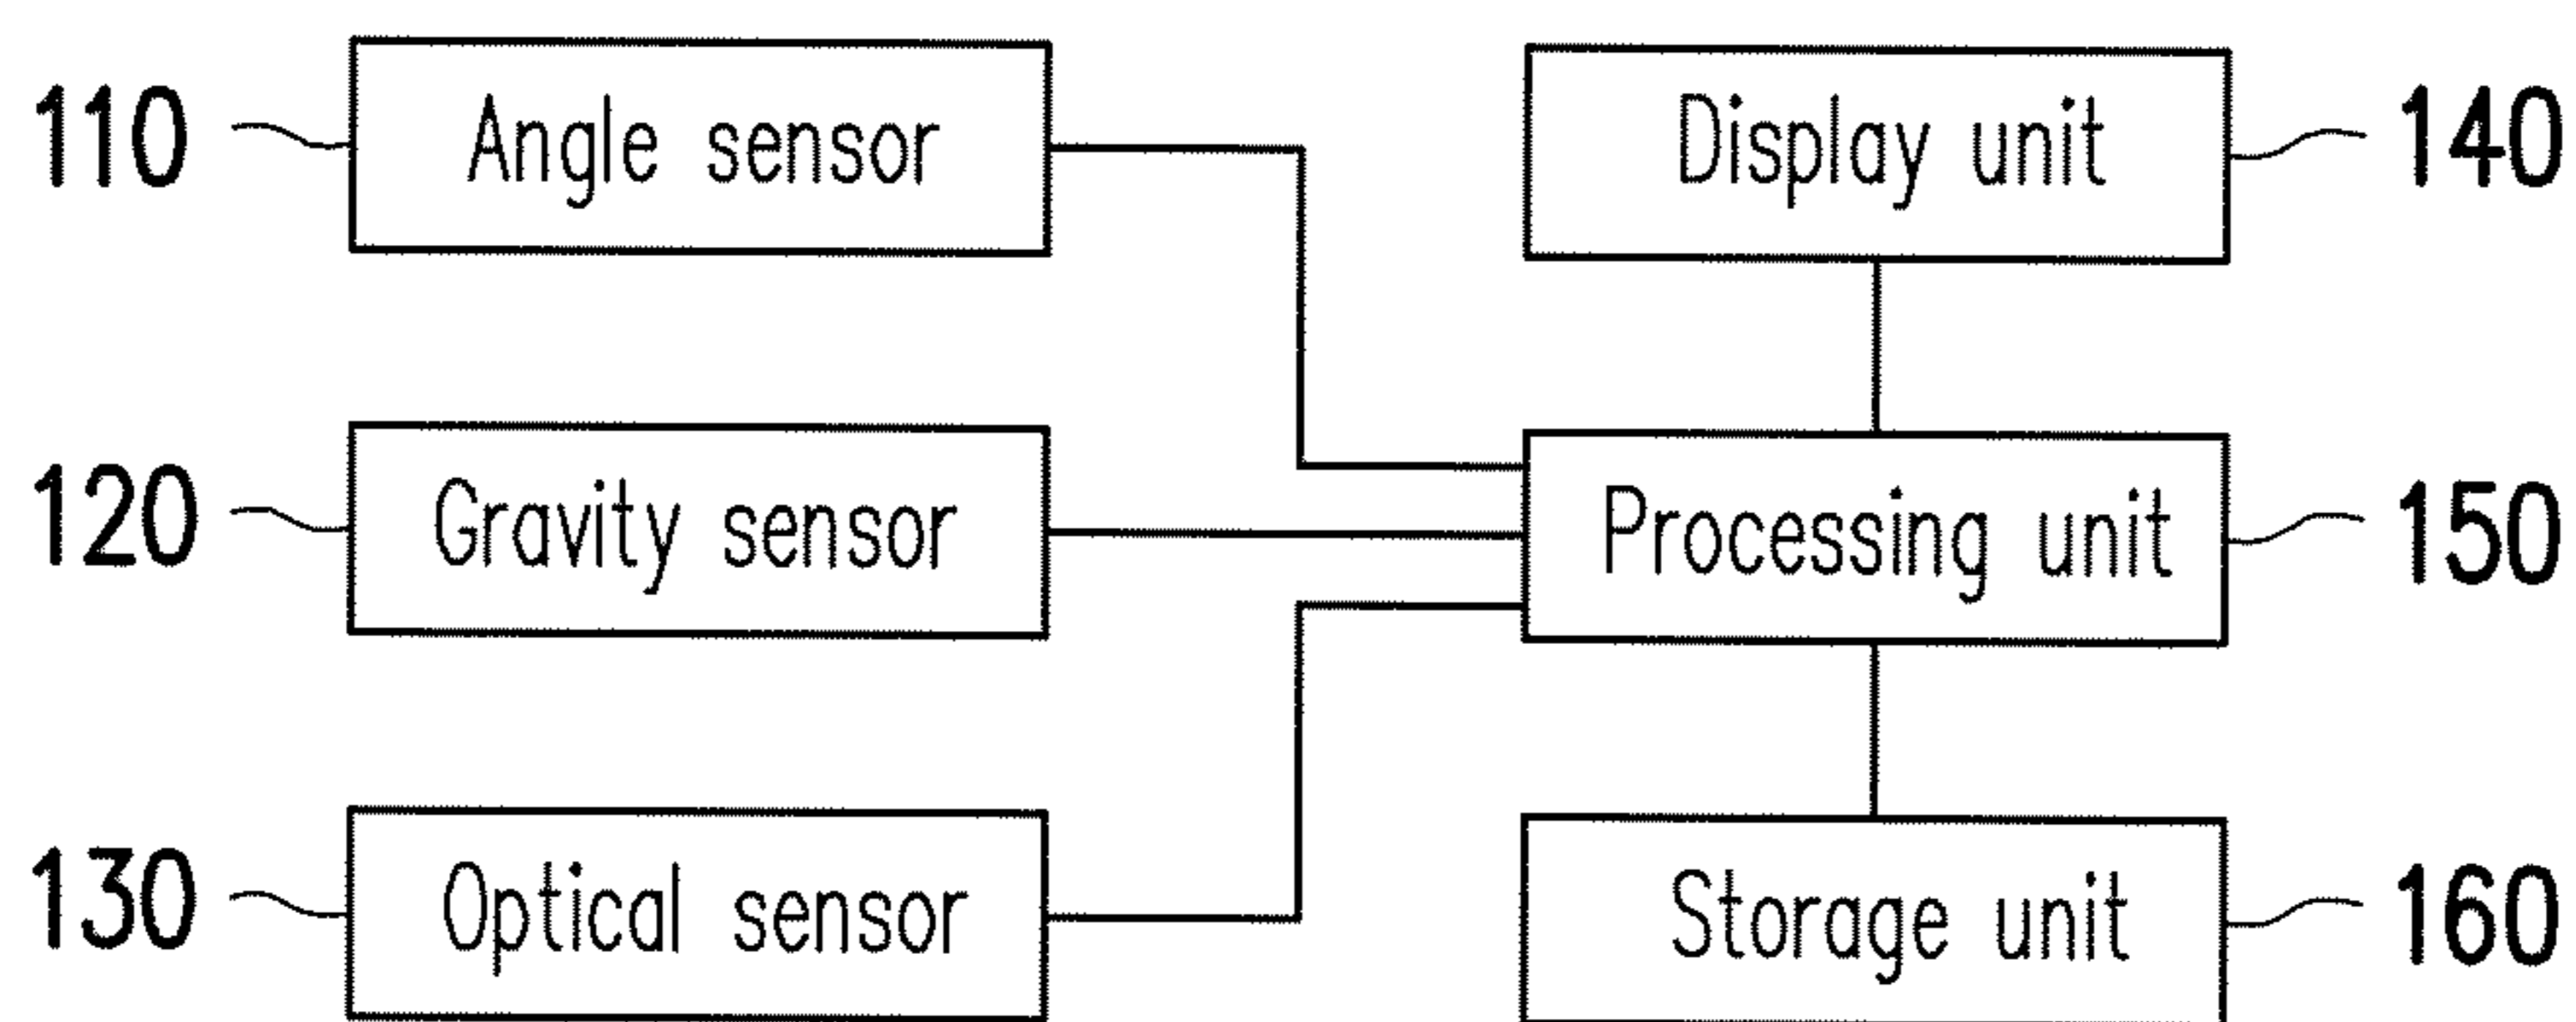 110 Angle sensor Display unit 140
120 Gravity sensor Processing unit 150
130 Optical sensor Storage unit 160